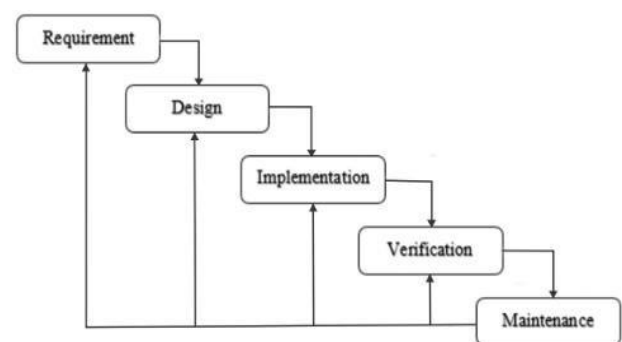 Requirement
Design
Implementation
Verification
Maintenance